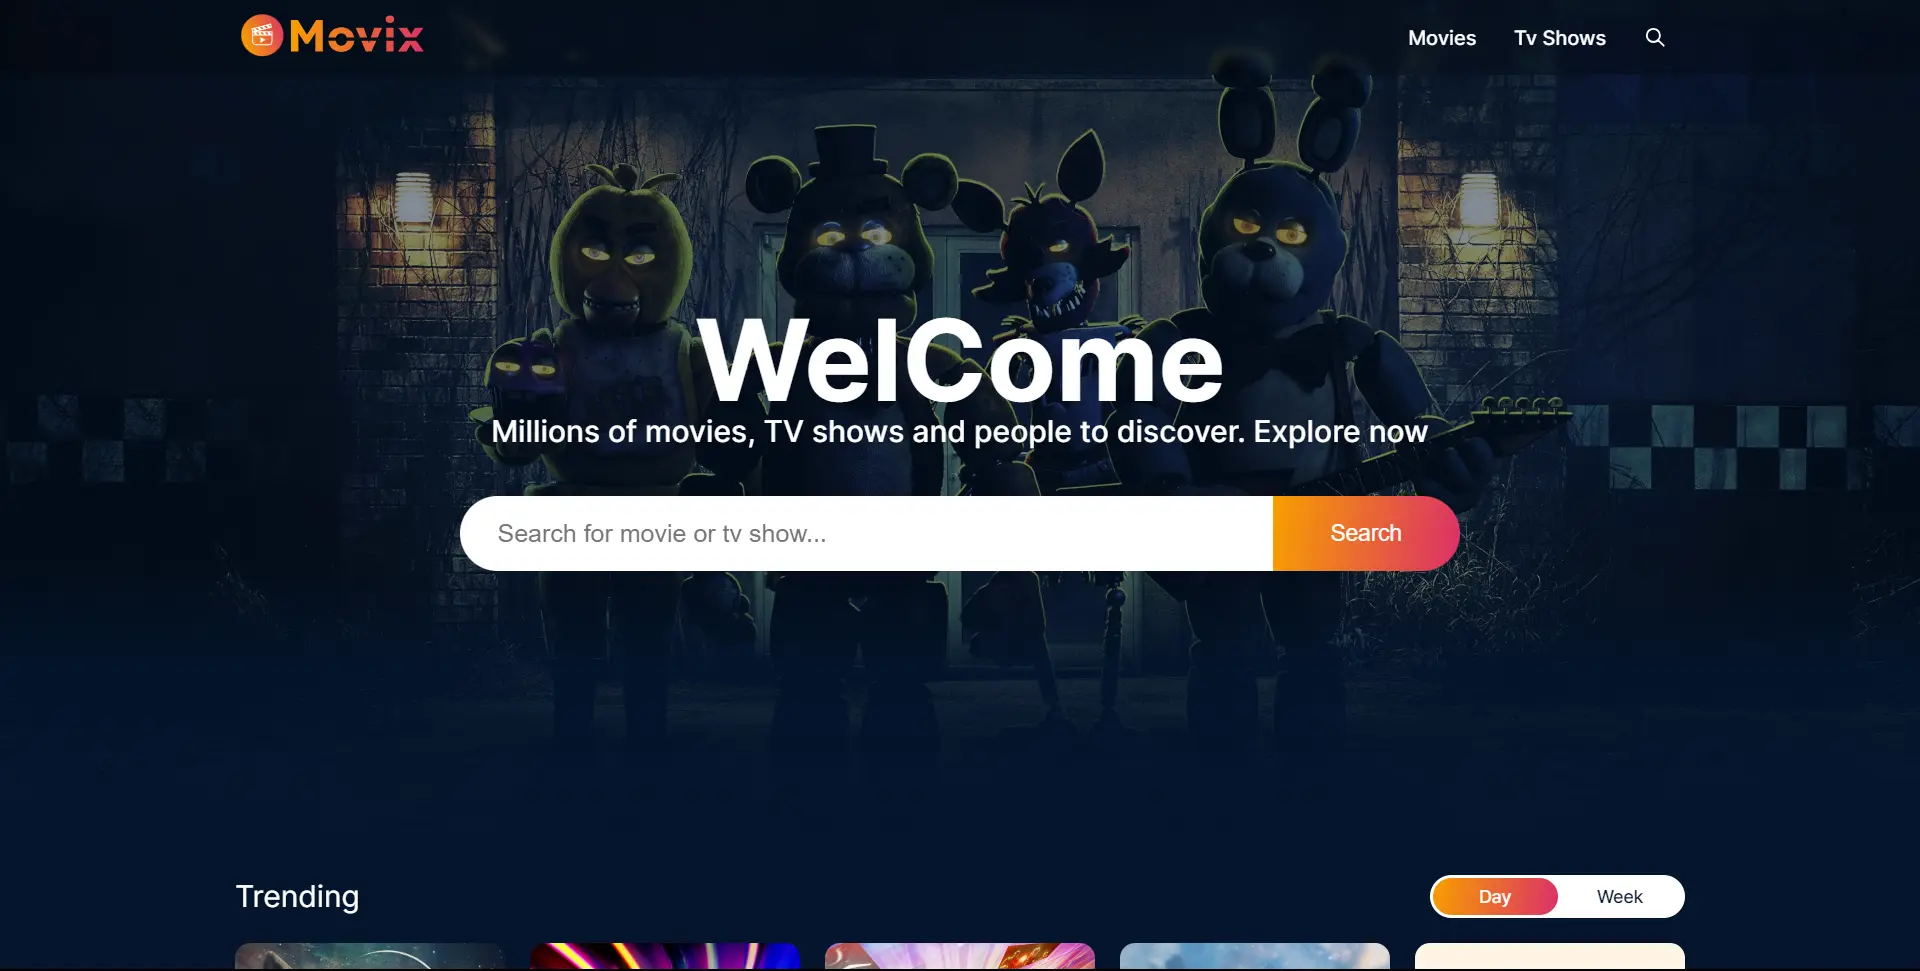 Movix
Movies
Tv Shows
WelCome
Millions of movies, TV shows and people to discover. Explore now
Search for movie or tv show...
Search
Trending
Day
Week